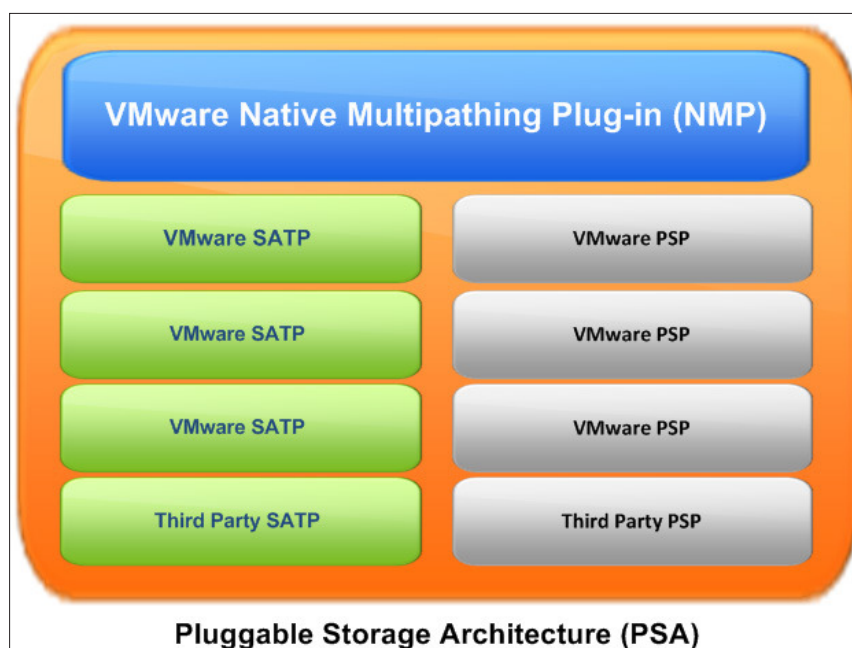 VMware Native Multipathing Plug-in (NMP)
VMware SATP
VMware PSP
VMware SATP
VMware PSP
VMware SATP
VMware PSP
Third Party SATP
Third Party PSP
Pluggable Storage Architecture (PSA)